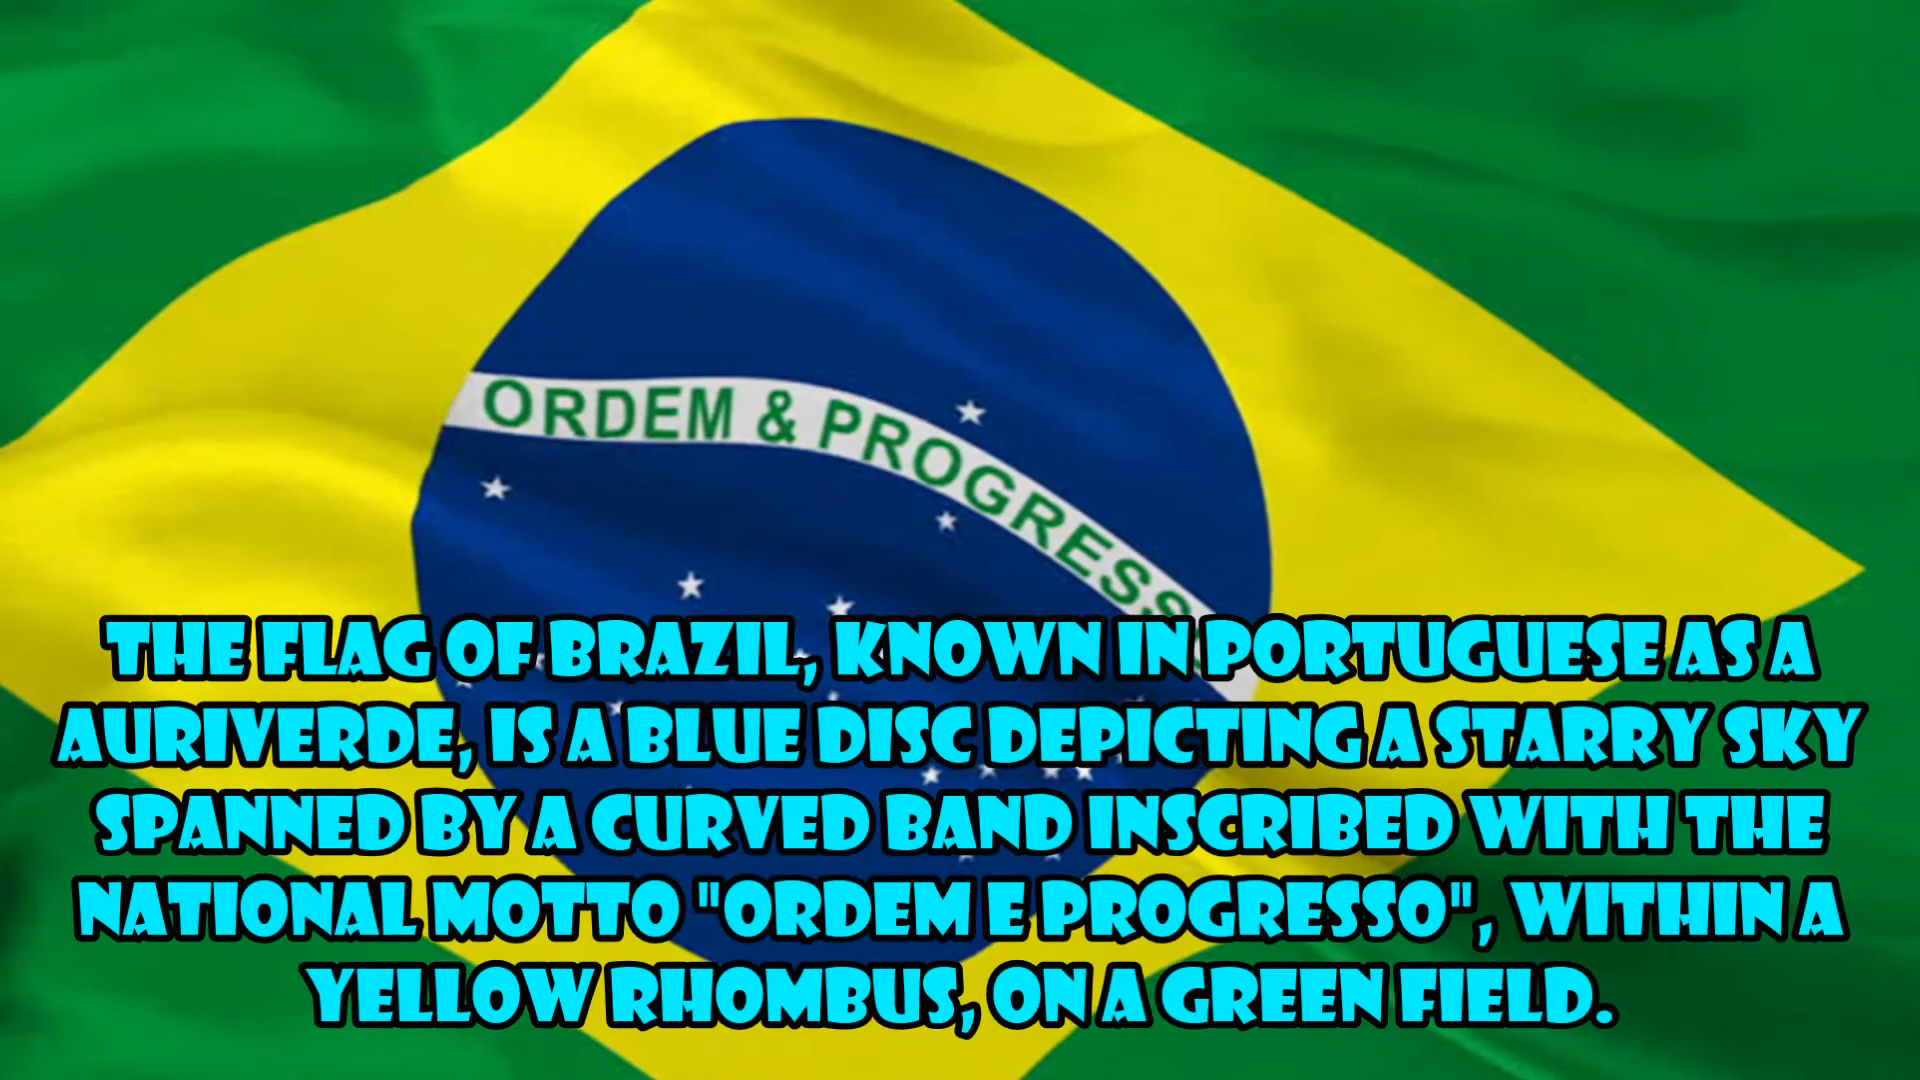 ORDEM & PROGRESS
THE FLAG OF BRAZIL, KNOWN IN PORTUGUESE AS A
AURIVERDE, IS A BLUE DISC DEPICTING A STARRY SKY
SPANNED BY A CURVED BAND INSCRIBED WITH THE
NATIONAL MOTTO "ORDEM E PROGRESSO", WITHIN A
YELLOW RHOMBUS, ON A GREEN FIELD.